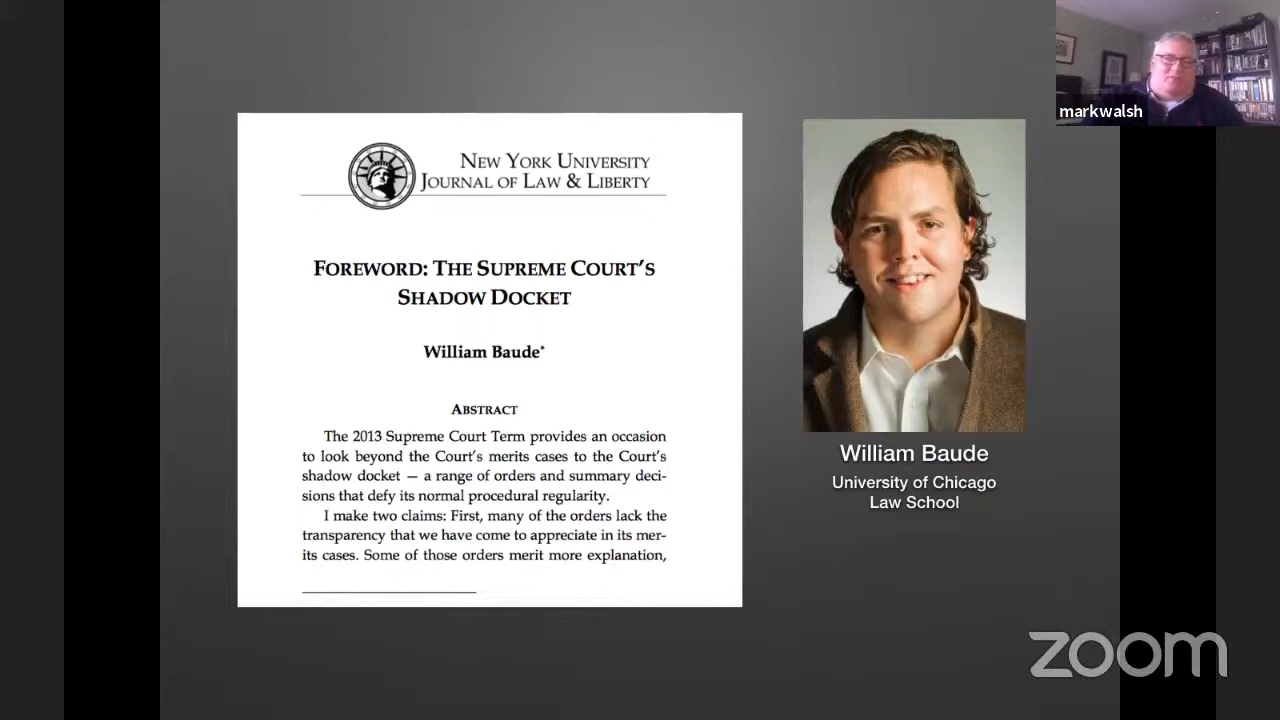 markwalsh
NEW YORK UNIVERSITY
JOURNAL OF LAW & LIBERTY
FOREWORD: THE SUPREME COURT'S
SHADOW DOCKET
William Baude*
ABSTRACT
The 2013 Supreme Court Term provides an occasion
to look beyond the Court's merits cases to the Court's
shadow docket — a range of orders and summary deci-
sions that defy its normal procedural regularity.
I make two claims: First, many of the orders lack the
transparency that we have come to appreciate in its mer-
its cases. Some of those orders merit more explanation,
William Baude
University of Chicago
Law School
zoom